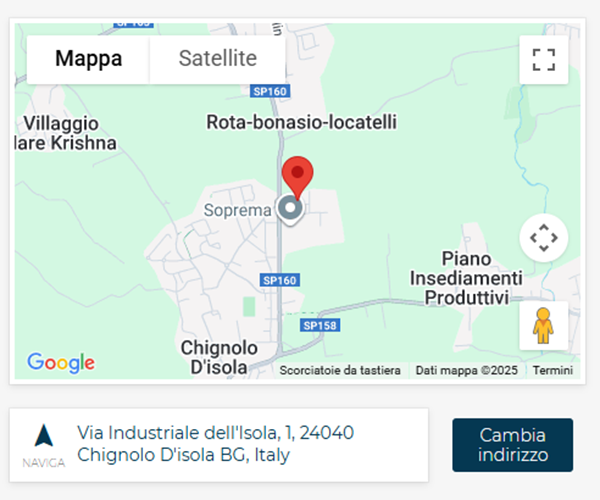 Mappa
Satellite
SP160
Villaggio
Hare Krishna
Rota-bonasio-locatelli
Soprema
SP160
Piano
Insediamenti
Produttivi
SP158
Chignolo
D'isola
Google
Scorciatoie da tastiera
Dati mappa ©2025
Termini
Via Industriale dell'Isola, 1, 24040
Chignolo D'isola BG, Italy
NAVIGA
Cambia
indirizzo